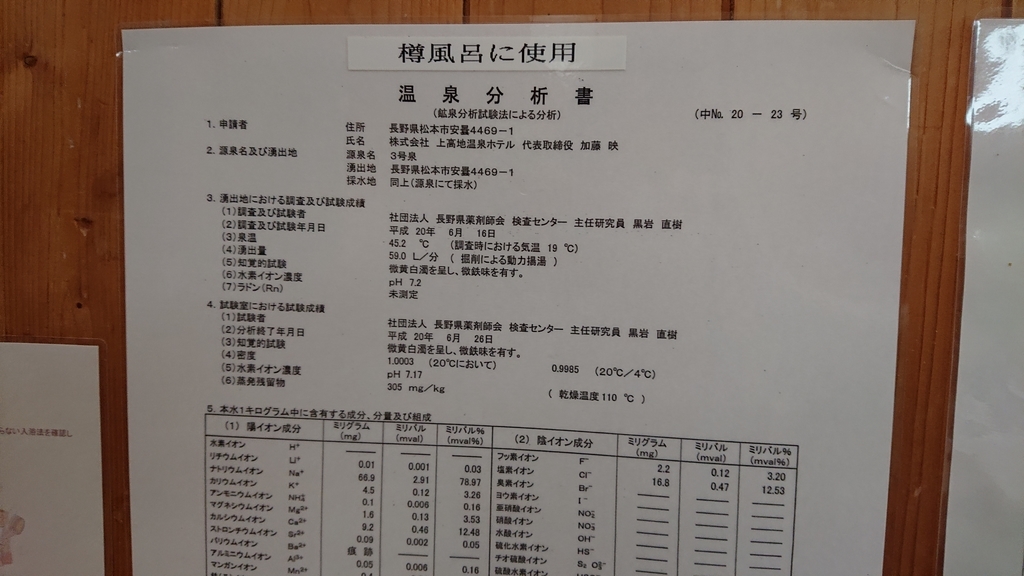 樽風呂に使用
温泉分析書
(鉱泉分析試験法による分析)
(中No. 20 － 23 号)
1. 申請者
住所 長野県松本市安曇4469－1
氏名 株式会社 上高地温泉ホテル 代表取締役 加藤 映
2. 源泉名及び湧出地
源泉名 3号泉
湧出地 長野県松本市安曇4469－1
採水地 同上(源泉にて採水)
3. 湧出地における調査及び試験成績
(1)調査及び試験者 社団法人 長野県薬剤師会 検査センター 主任研究員 黒岩 直樹
(2)調査及び試験年月日 平成 20年 6月 16日
(3)泉温 45.2 ℃ (調査時における気温 19 ℃)
(4)湧出量 59.0 L／分 ( 掘削による動力揚湯 )
(5)知覚的試験 微黄白濁を呈し、微鉄味を有す。
(6)水素イオン濃度 pH 7.2
(7)ラドン(Rn) 未測定
4. 試験室における試験成績
(1)試験者 社団法人 長野県薬剤師会 検査センター 主任研究員 黒岩 直樹
(2)分析終了年月日 平成 20年 6月 26日
(3)知覚的試験 微黄白濁を呈し、微鉄味を有す。
(4)密度 1.0003 (20℃において) 0.9985 (20℃／4℃)
(5)水素イオン濃度 pH 7.17
(6)蒸発残留物 305 mg／kg ( 乾燥温度110 ℃ )
5. 本水1キログラム中に含有する成分、分量及び組成
(1) 陽イオン成分 ミリグラム(mg) ミリバル(mval) ミリバル%(mval%)
水素イオン H⁺ ―― ―― ――
リチウムイオン Li⁺ 0.01 0.001 0.03
ナトリウムイオン Na⁺ 66.9 2.91 78.97
カリウムイオン K⁺ 4.5 0.12 3.26
アンモニウムイオン NH₄⁺ 0.1 0.006 0.16
マグネシウムイオン Mg²⁺ 1.6 0.13 3.53
カルシウムイオン Ca²⁺ 9.2 0.46 12.48
ストロンチウムイオン Sr²⁺ 0.09 0.002 0.05
バリウムイオン Ba²⁺ 痕跡 ―― ――
アルミニウムイオン Al³⁺ 0.05 0.006 0.16
マンガンイオン Mn²⁺
(2) 陰イオン成分 ミリグラム(mg) ミリバル(mval) ミリバル%(mval%)
フッ素イオン F⁻ 2.2 0.12 3.20
塩素イオン Cl⁻ 16.8 0.47 12.53
臭素イオン Br⁻ ―― ―― ――
ヨウ素イオン I⁻ ―― ―― ――
亜硝酸イオン NO₂⁻ ―― ―― ――
硝酸イオン NO₃⁻ ―― ―― ――
水酸イオン OH⁻ ―― ―― ――
硫化水素イオン HS⁻ ―― ―― ――
チオ硫酸イオン S₂O₃²⁻ ―― ―― ――
硫酸水素イオン
らない入浴法を確認し